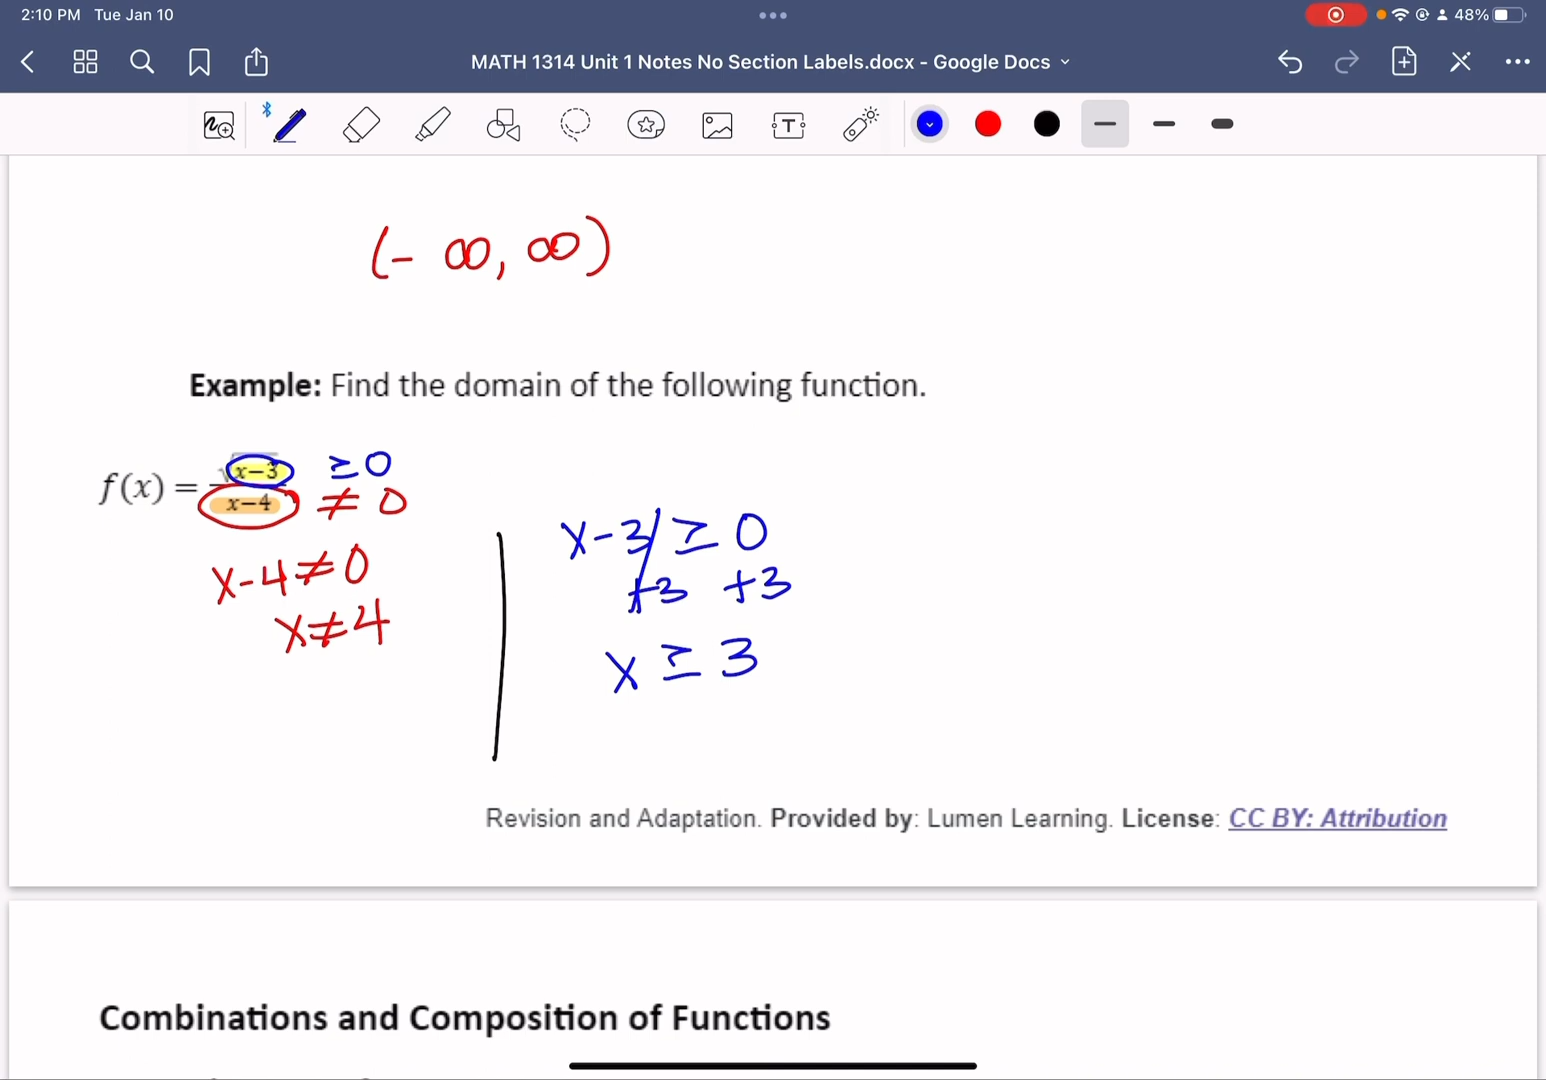 2:10 PM Tue Jan 10
48%
MATH 1314 Unit 1 Notes No Section Labels.docx - Google Docs
T
(- ∞, ∞)
Example: Find the domain of the following function.
f(x) = √x−3 / x−4
≥ 0
≠ 0
x-4≠0
x≠4
x-3 ≥ 0
+3 +3
x ≥ 3
Revision and Adaptation. Provided by: Lumen Learning. License: CC BY: Attribution
Combinations and Composition of Functions